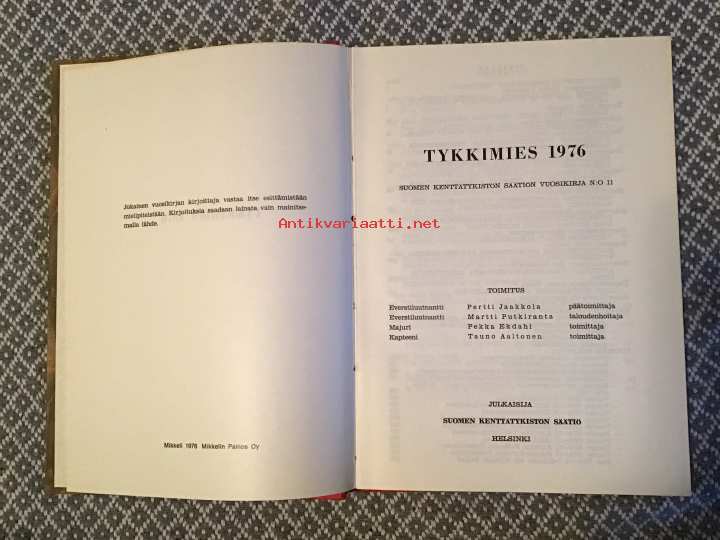 Jokaisen vuosikirjan kirjoittaja vastaa itse esittämistään
mielipiteistään. Kirjoituksia saadaan lainata vain mainitse-
malla lähde.
Mikkeli 1976 Mikkelin Painos Oy
TYKKIMIES 1976
SUOMEN KENTTÄTYKISTÖN SÄÄTIÖN VUOSIKIRJA N:O 11
Antikvariaatti.net
TOIMITUS
Everstiluutnantti Pertti Jaakkola päätoimittaja
Everstiluutnantti Martti Putkiranta taloudenhoitaja
Majuri Pekka Ekdahl toimittaja
Kapteeni Tauno Aaltonen toimittaja
JULKAISIJA
SUOMEN KENTTÄTYKISTÖN SÄÄTIÖ
HELSINKI